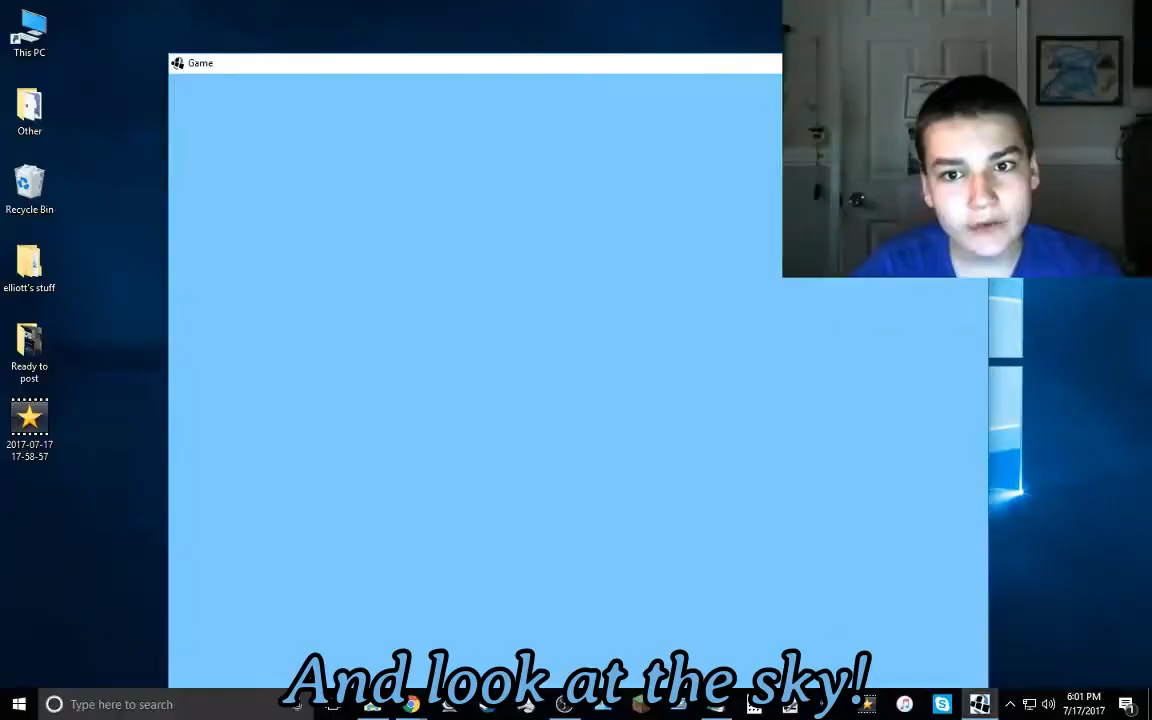 This PC
Game
Other
Recycle Bin
elliott's stuff
Ready to
post
2017-07-17
17-58-57
And look at the sky!
Type here to search
6:01 PM
7/17/2017